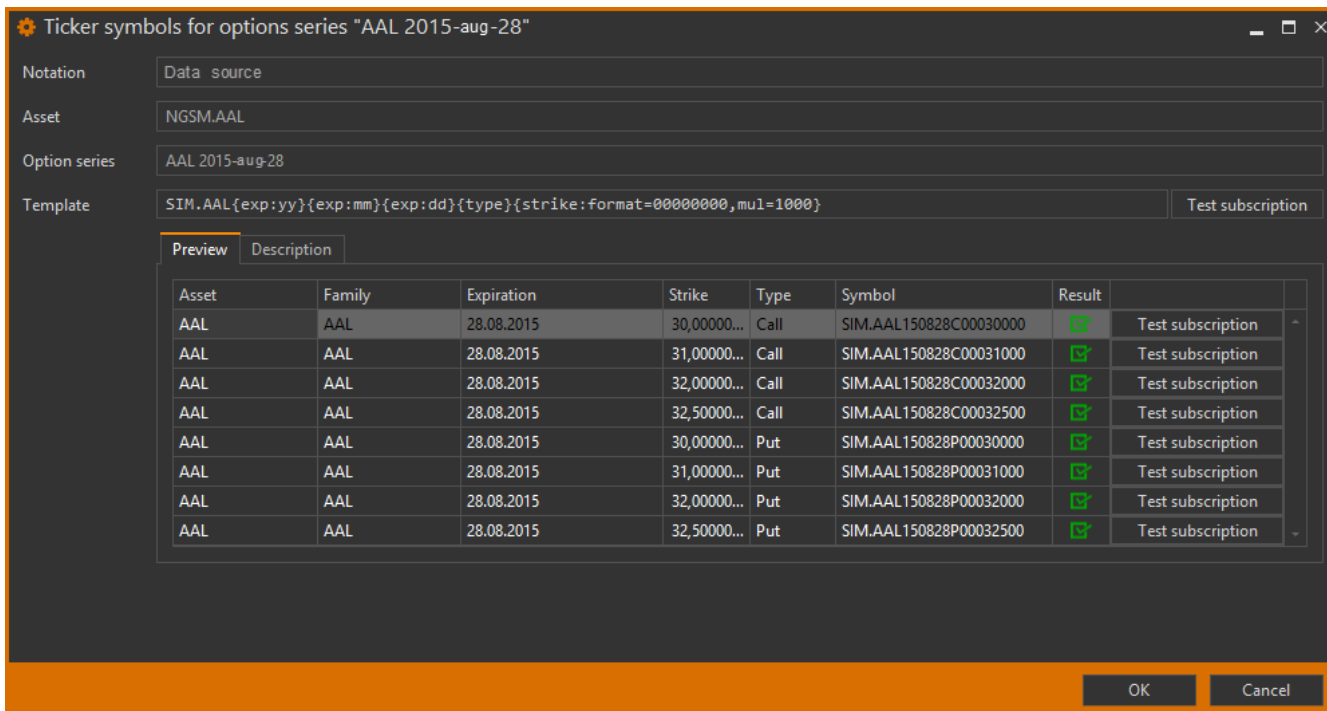 Ticker symbols for options series "AAL 2015-aug-28"
Notation Data source
Asset NGSM.AAL
Option series AAL 2015-aug-28
Template SIM.AAL{exp:yy}{exp:mm}{exp:dd}{type}{strike:format=00000000,mul=1000} Test subscription
Preview Description
Asset Family Expiration Strike Type Symbol Result
AAL AAL 28.08.2015 30,00000... Call SIM.AAL150828C00030000 Test subscription
AAL AAL 28.08.2015 31,00000... Call SIM.AAL150828C00031000 Test subscription
AAL AAL 28.08.2015 32,00000... Call SIM.AAL150828C00032000 Test subscription
AAL AAL 28.08.2015 32,50000... Call SIM.AAL150828C00032500 Test subscription
AAL AAL 28.08.2015 30,00000... Put SIM.AAL150828P00030000 Test subscription
AAL AAL 28.08.2015 31,00000... Put SIM.AAL150828P00031000 Test subscription
AAL AAL 28.08.2015 32,00000... Put SIM.AAL150828P00032000 Test subscription
AAL AAL 28.08.2015 32,50000... Put SIM.AAL150828P00032500 Test subscription
OK Cancel